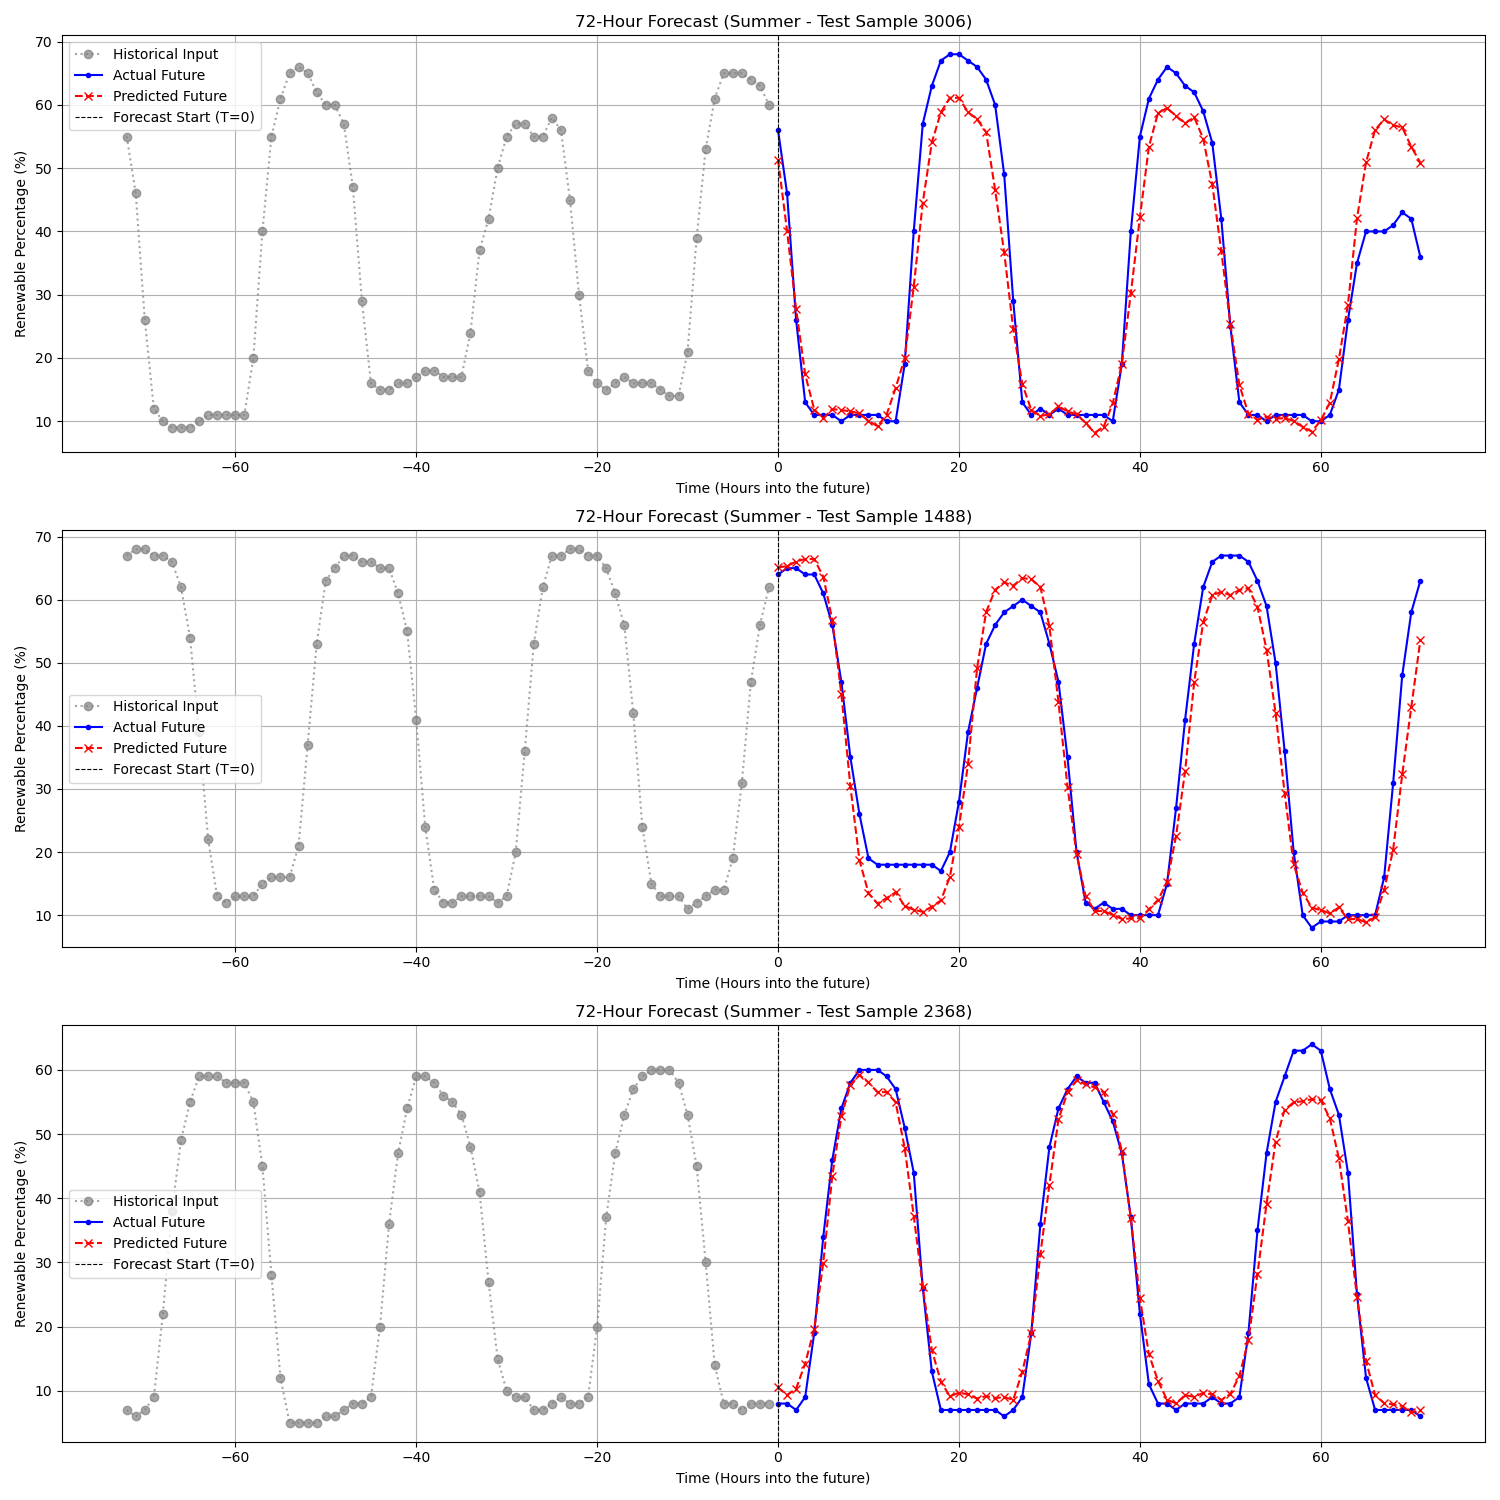 72-Hour Forecast (Summer - Test Sample 3006)
Historical Input
Actual Future
Predicted Future
Forecast Start (T=0)
Renewable Percentage (%)
70
60
50
40
30
20
10
−60 −40 −20 0 20 40 60
Time (Hours into the future)
72-Hour Forecast (Summer - Test Sample 1488)
Historical Input
Actual Future
Predicted Future
Forecast Start (T=0)
Renewable Percentage (%)
70
60
50
40
30
20
10
−60 −40 −20 0 20 40 60
Time (Hours into the future)
72-Hour Forecast (Summer - Test Sample 2368)
Historical Input
Actual Future
Predicted Future
Forecast Start (T=0)
Renewable Percentage (%)
60
50
40
30
20
10
−60 −40 −20 0 20 40 60
Time (Hours into the future)